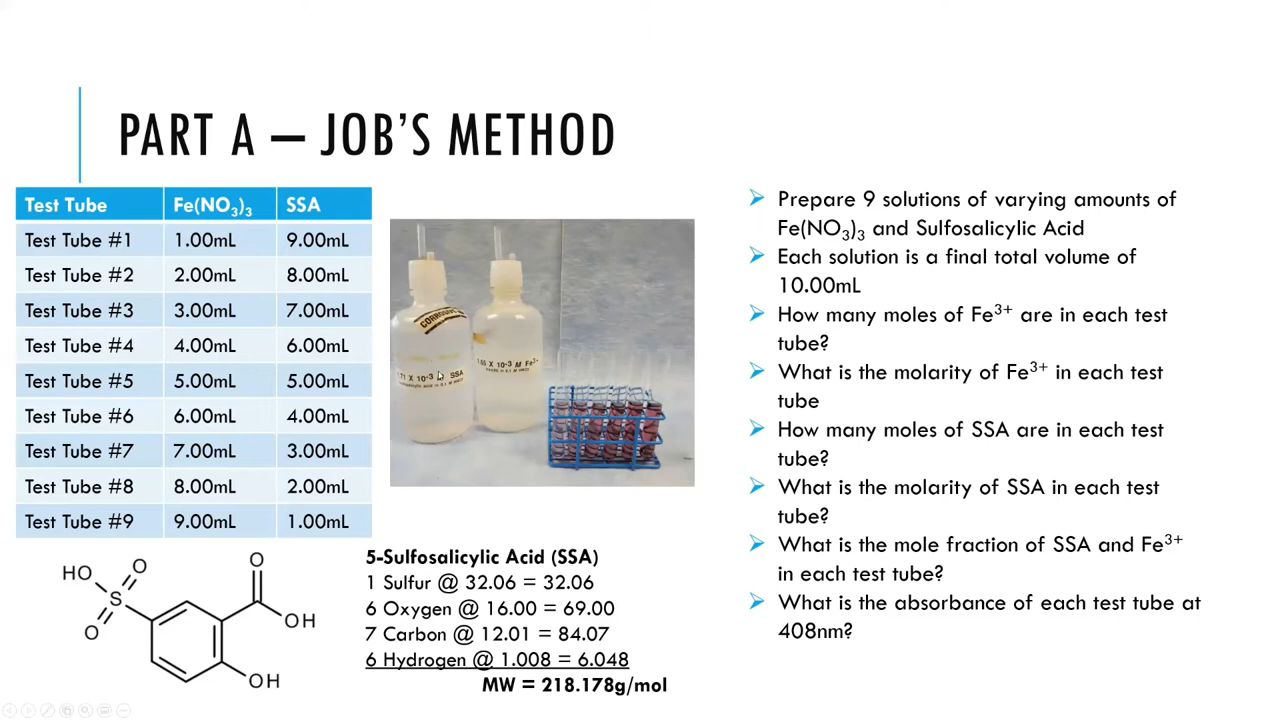 PART A – JOB'S METHOD
Test Tube Fe(NO₃)₃ SSA
Test Tube #1 1.00mL 9.00mL
Test Tube #2 2.00mL 8.00mL
Test Tube #3 3.00mL 7.00mL
Test Tube #4 4.00mL 6.00mL
Test Tube #5 5.00mL 5.00mL
Test Tube #6 6.00mL 4.00mL
Test Tube #7 7.00mL 3.00mL
Test Tube #8 8.00mL 2.00mL
Test Tube #9 9.00mL 1.00mL
X 10⁻³ M SSA
X 10⁻³ M Fe³⁺
HO
O
S
O
O
OH
OH
5-Sulfosalicylic Acid (SSA)
1 Sulfur @ 32.06 = 32.06
6 Oxygen @ 16.00 = 69.00
7 Carbon @ 12.01 = 84.07
6 Hydrogen @ 1.008 = 6.048
MW = 218.178g/mol
Prepare 9 solutions of varying amounts of
Fe(NO₃)₃ and Sulfosalicylic Acid
Each solution is a final total volume of
10.00mL
How many moles of Fe³⁺ are in each test
tube?
What is the molarity of Fe³⁺ in each test
tube
How many moles of SSA are in each test
tube?
What is the molarity of SSA in each test
tube?
What is the mole fraction of SSA and Fe³⁺
in each test tube?
What is the absorbance of each test tube at
408nm?